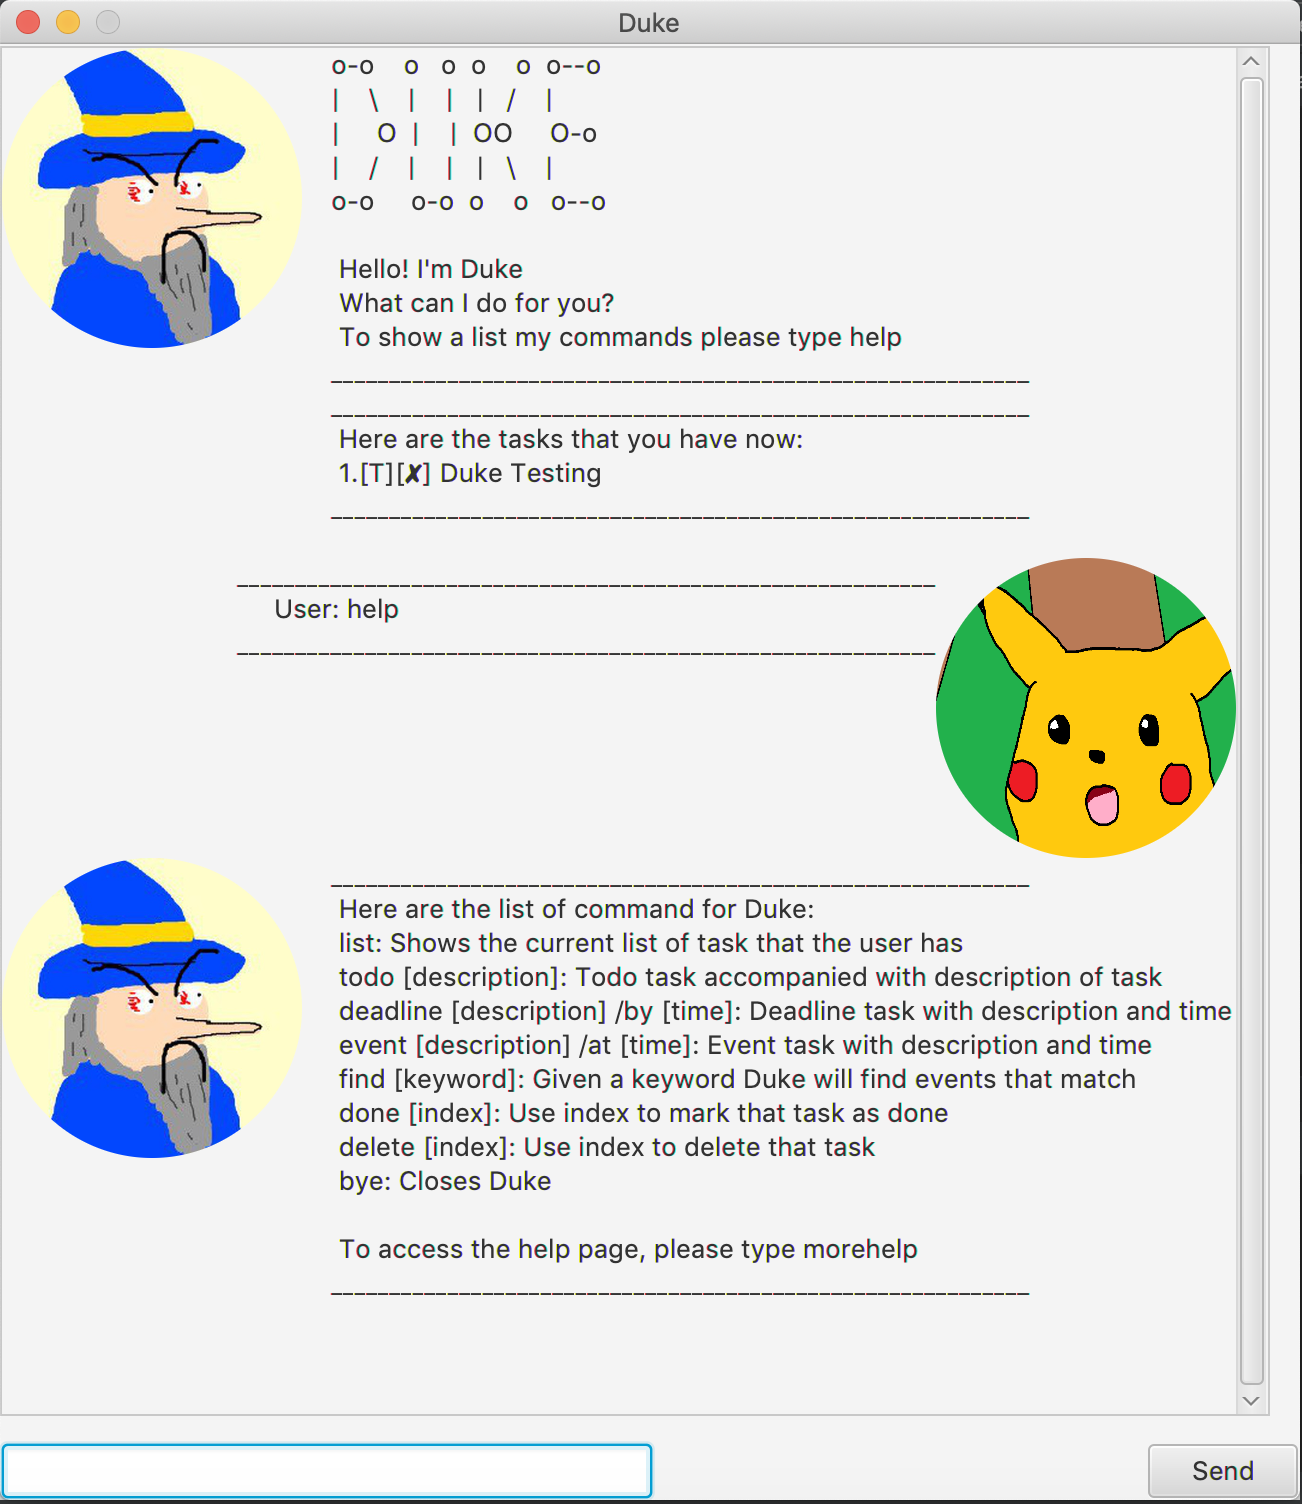 Duke
o-o   o  o o   o o--o
|   \   |   |  | /   |
|    O |   | OO    O-o
|   /   |   |  | \   |
o-o    o-o o   o  o--o
Hello! I'm Duke
What can I do for you?
To show a list my commands please type help
____________________________________________________________
____________________________________________________________
Here are the tasks that you have now:
1.[T][✘] Duke Testing
____________________________________________________________
____________________________________________________________
User: help
____________________________________________________________
____________________________________________________________
Here are the list of command for Duke:
list: Shows the current list of task that the user has
todo [description]: Todo task accompanied with description of task
deadline [description] /by [time]: Deadline task with description and time
event [description] /at [time]: Event task with description and time
find [keyword]: Given a keyword Duke will find events that match
done [index]: Use index to mark that task as done
delete [index]: Use index to delete that task
bye: Closes Duke
To access the help page, please type morehelp
____________________________________________________________
Send